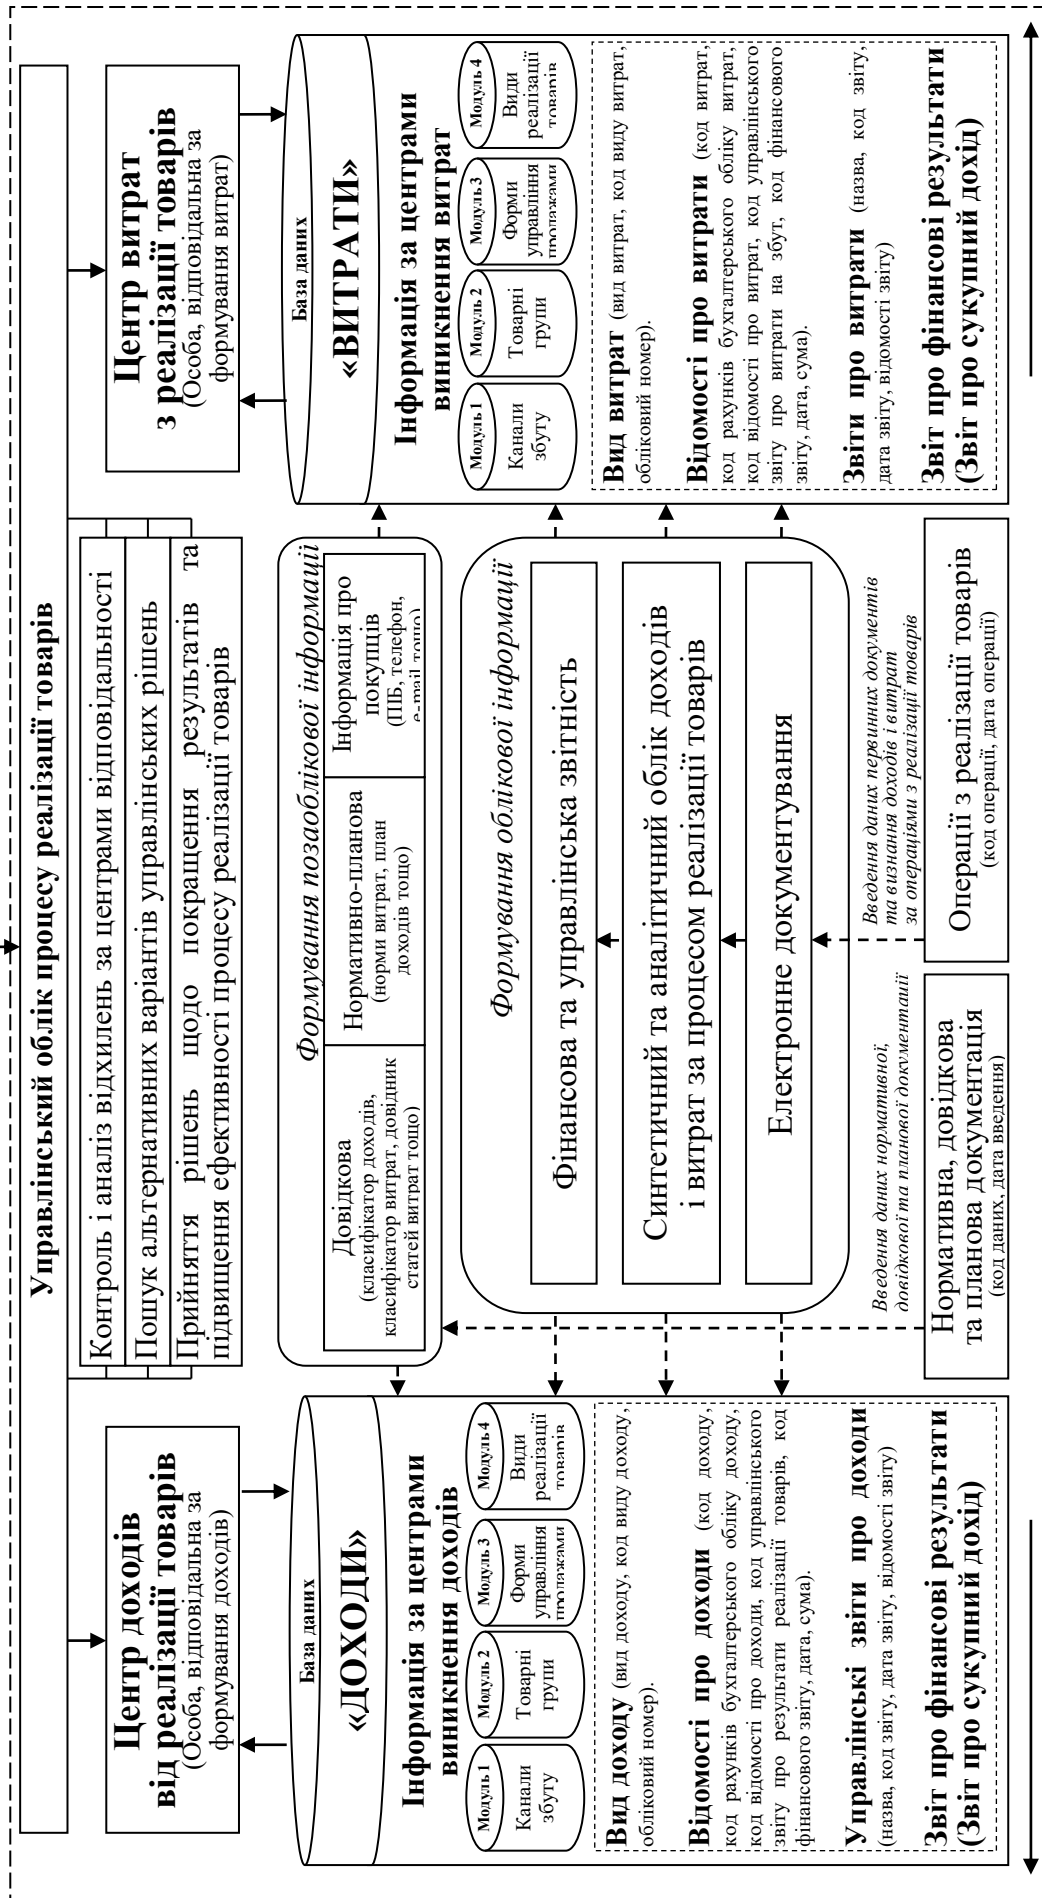 Управлінський облік процесу реалізації товарів
Центр доходів
від реалізації товарів
(Особа, відповідальна за
формування доходів)
Контроль і аналіз відхилень за центрами відповідальності
Пошук альтернативних варіантів управлінських рішень
Прийняття рішень щодо покращення результатів та
підвищення ефективності процесу реалізації товарів
Центр витрат
з реалізації товарів
(Особа, відповідальна за
формування витрат)
База даних
«ДОХОДИ»
Інформація за центрами
виникнення доходів
Модуль 1
Канали
збуту
Модуль 2
Товарні
групи
Модуль 3
Форми
управління
продажами
Модуль 4
Види
реалізації
товарів
Вид доходу (вид доходу, код виду доходу,
обліковий номер).
Відомості про доходи (код доходу,
код рахунків бухгалтерського обліку доходу,
код відомості про доходи, код управлінського
звіту про результати реалізації товарів, код
фінансового звіту, дата, сума).
Управлінські звіти про доходи
(назва, код звіту, дата звіту, відомості звіту)
Звіт про фінансові результати
(Звіт про сукупний дохід)
Формування позаоблікової інформації
Довідкова
(класифікатор доходів,
класифікатор витрат, довідник
статей витрат тощо)
Нормативно-планова
(норми витрат, план
доходів тощо)
Інформація про
покупців
(ПІБ, телефон,
e-mail тощо)
Формування облікової інформації
Фінансова та управлінська звітність
Синтетичний та аналітичний облік доходів
і витрат за процесом реалізації товарів
Електронне документування
Введення даних нормативної,
довідкової та планової документації
Введення даних первинних документів
та визнання доходів і витрат
за операціями з реалізації товарів
Нормативна, довідкова
та планова документація
(код даних, дата введення)
Операції з реалізації товарів
(код операції, дата операції)
База даних
«ВИТРАТИ»
Інформація за центрами
виникнення витрат
Модуль 1
Канали
збуту
Модуль 2
Товарні
групи
Модуль 3
Форми
управління
продажами
Модуль 4
Види
реалізації
товарів
Вид витрат (вид витрат, код виду витрат,
обліковий номер).
Відомості про витрати (код витрат,
код рахунків бухгалтерського обліку витрат,
код відомості про витрат, код управлінського
звіту про витрати на збут, код фінансового
звіту, дата, сума).
Звіти про витрати (назва, код звіту,
дата звіту, відомості звіту)
Звіт про фінансові результати
(Звіт про сукупний дохід)